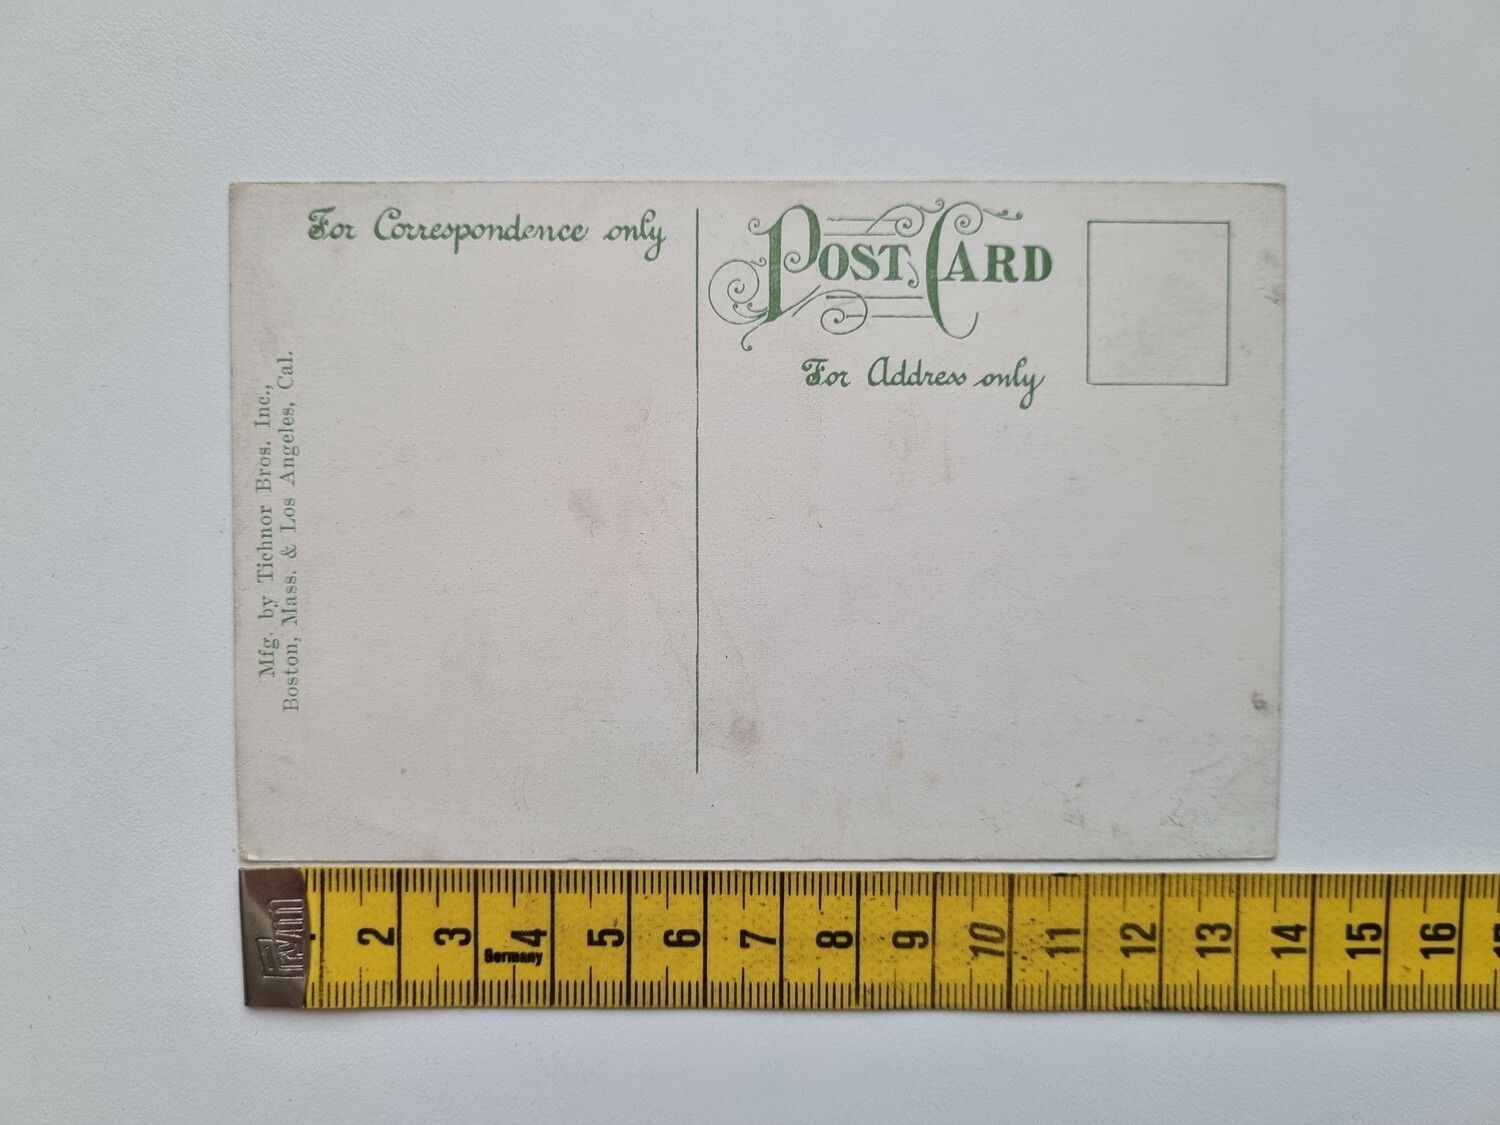 For Correspondence only
POST CARD
For Address only
Mfg. by Tichnor Bros. Inc.,
Boston, Mass. & Los Angeles, Cal.
Prym
2 3 4 5 6 7 8 9 10 11 12 13 14 15 16
Germany